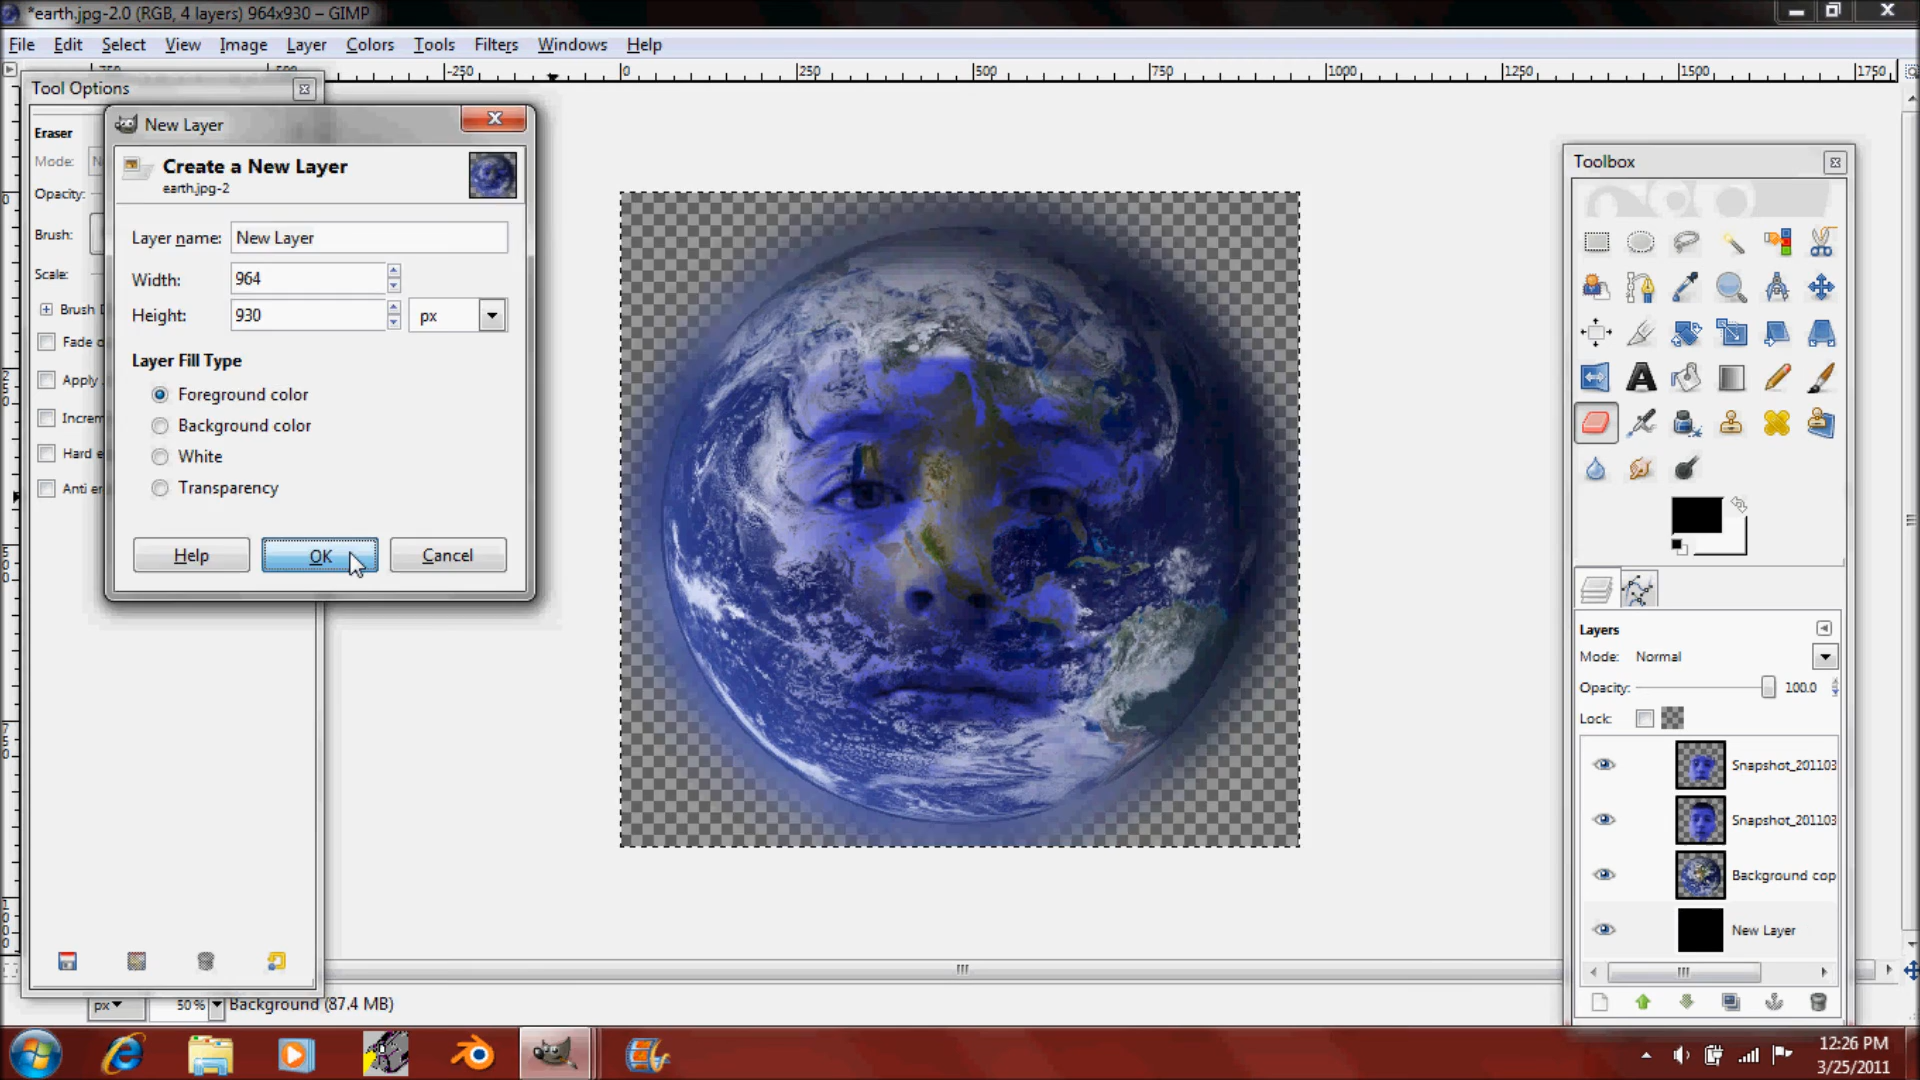 *earth.jpg-2.0 (RGB, 4 layers) 964x930 – GIMP
File Edit Select View Image Layer Colors Tools Filters Windows Help
-250 0 250 500 750 1000 1250 1500 1750
Tool Options
Eraser
Mode:
Opacity:
Brush:
Scale:
Brush
Fade
Apply
Hard
Anti
New Layer
Create a New Layer
earth.jpg-2
Layer name: New Layer
Width: 964
Height: 930 px
Layer Fill Type
Foreground color
Background color
White
Transparency
Help OK Cancel
Toolbox
Layers
Mode: Normal
Opacity: 100.0
Lock:
Snapshot_201103
Snapshot_201103
Background cop
New Layer
px 50% Background (87.4 MB)
12:26 PM
3/25/2011